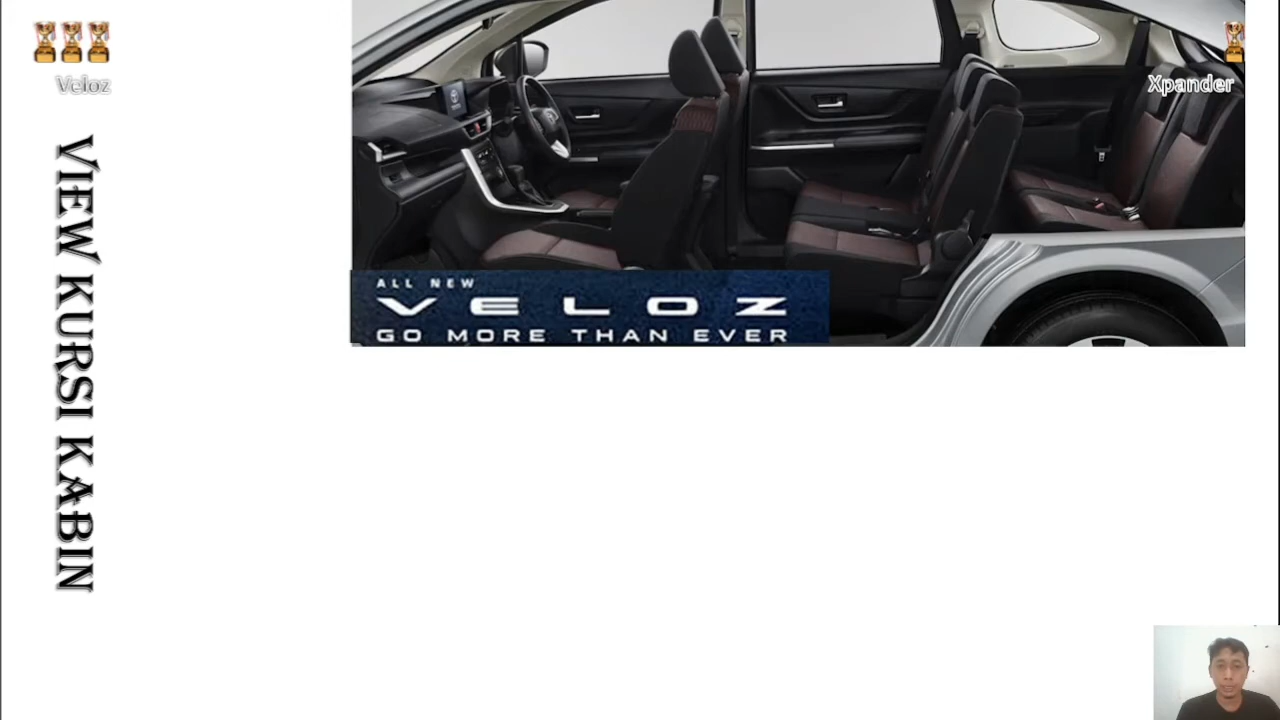 Veloz
Xpander
VIEW KURSI KABIN
ALL NEW
VELOZ
GO MORE THAN EVER